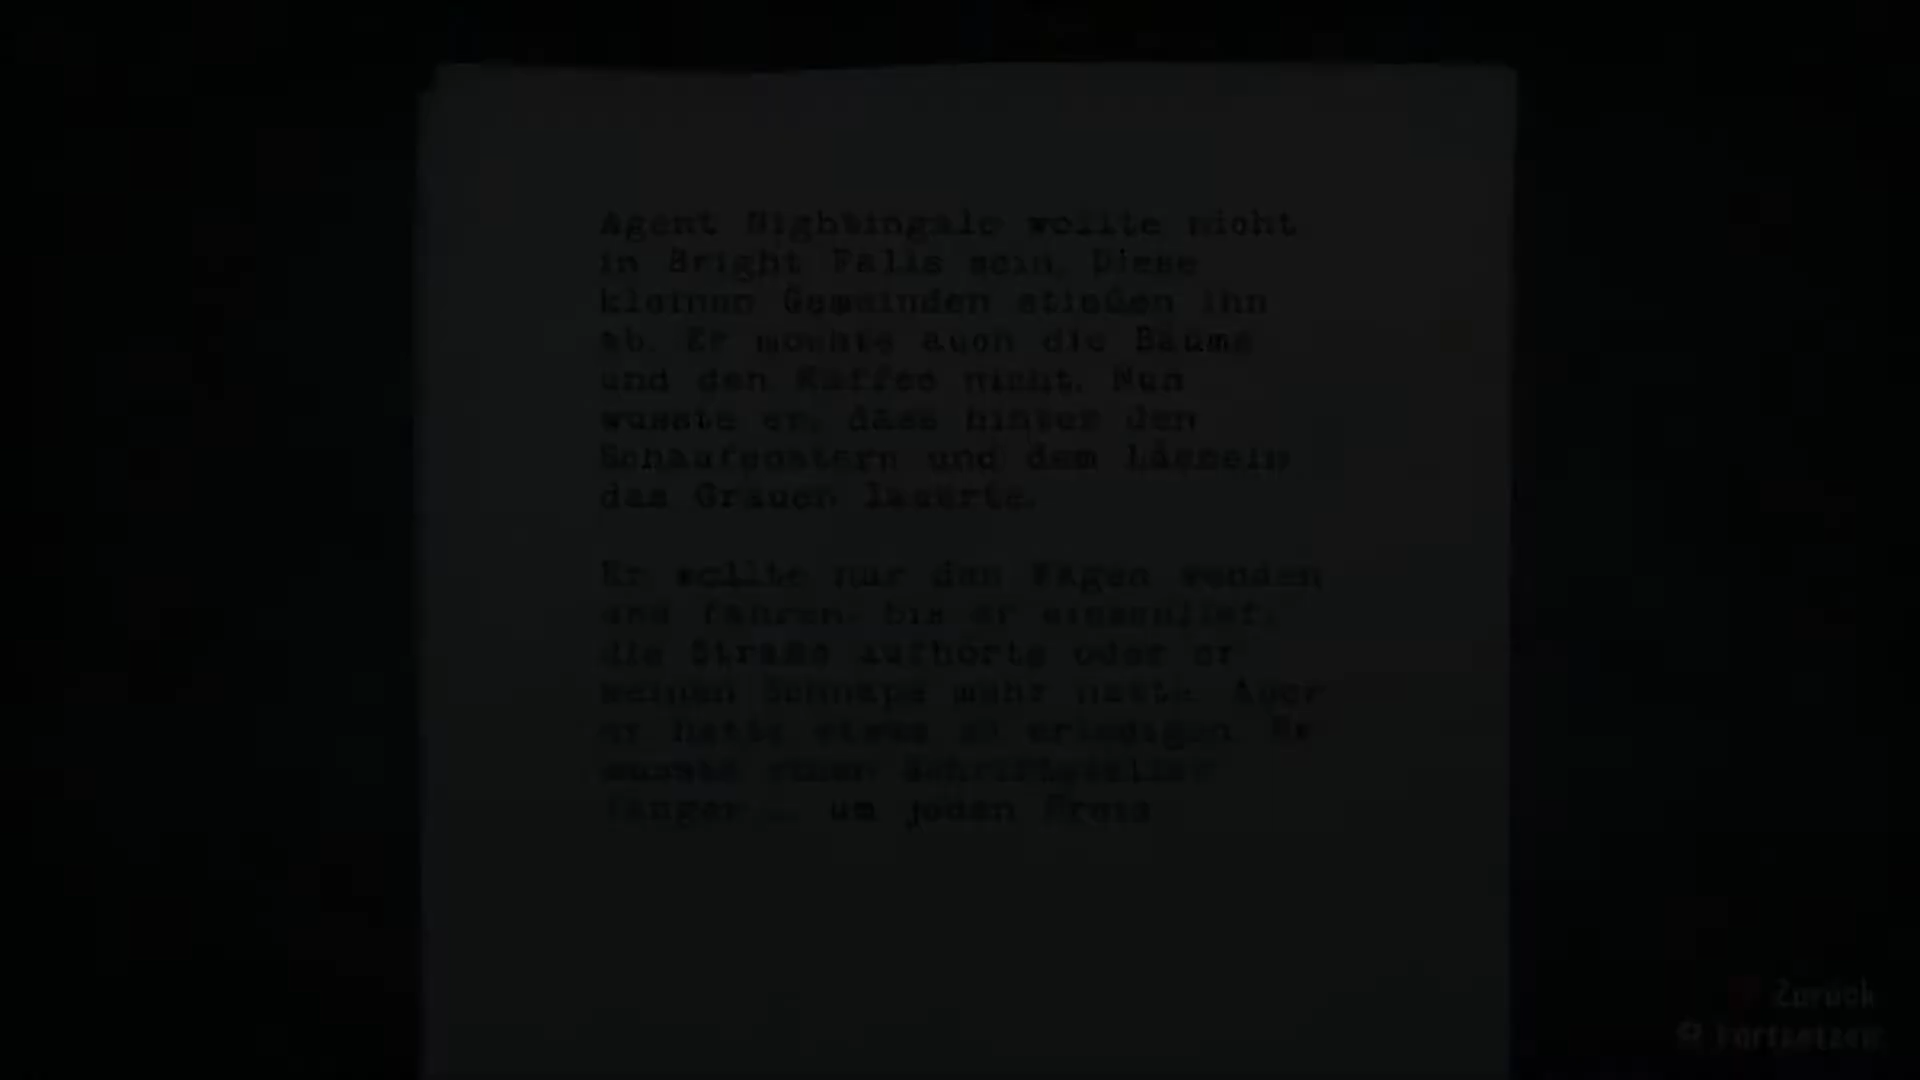 Agent Nightingale wollte nicht
in Bright Falls sein. Diese
kleinen Gemeinden stießen ihn
ab. Er mochte auch die Bäume
und den Kaffee nicht. Nun
wusste er, dass hinter den
Schaufenstern und dem Lächeln
das Grauen lauerte.
Er wollte nur den Wagen wenden
und fahren, bis er einschlief,
die Straße aufhörte oder er
keinen Schnaps mehr hatte. Aber
er hatte etwas zu erledigen. Er
musste einen Schriftsteller
fangen ... um jeden Preis
Zurück
Fortsetzen